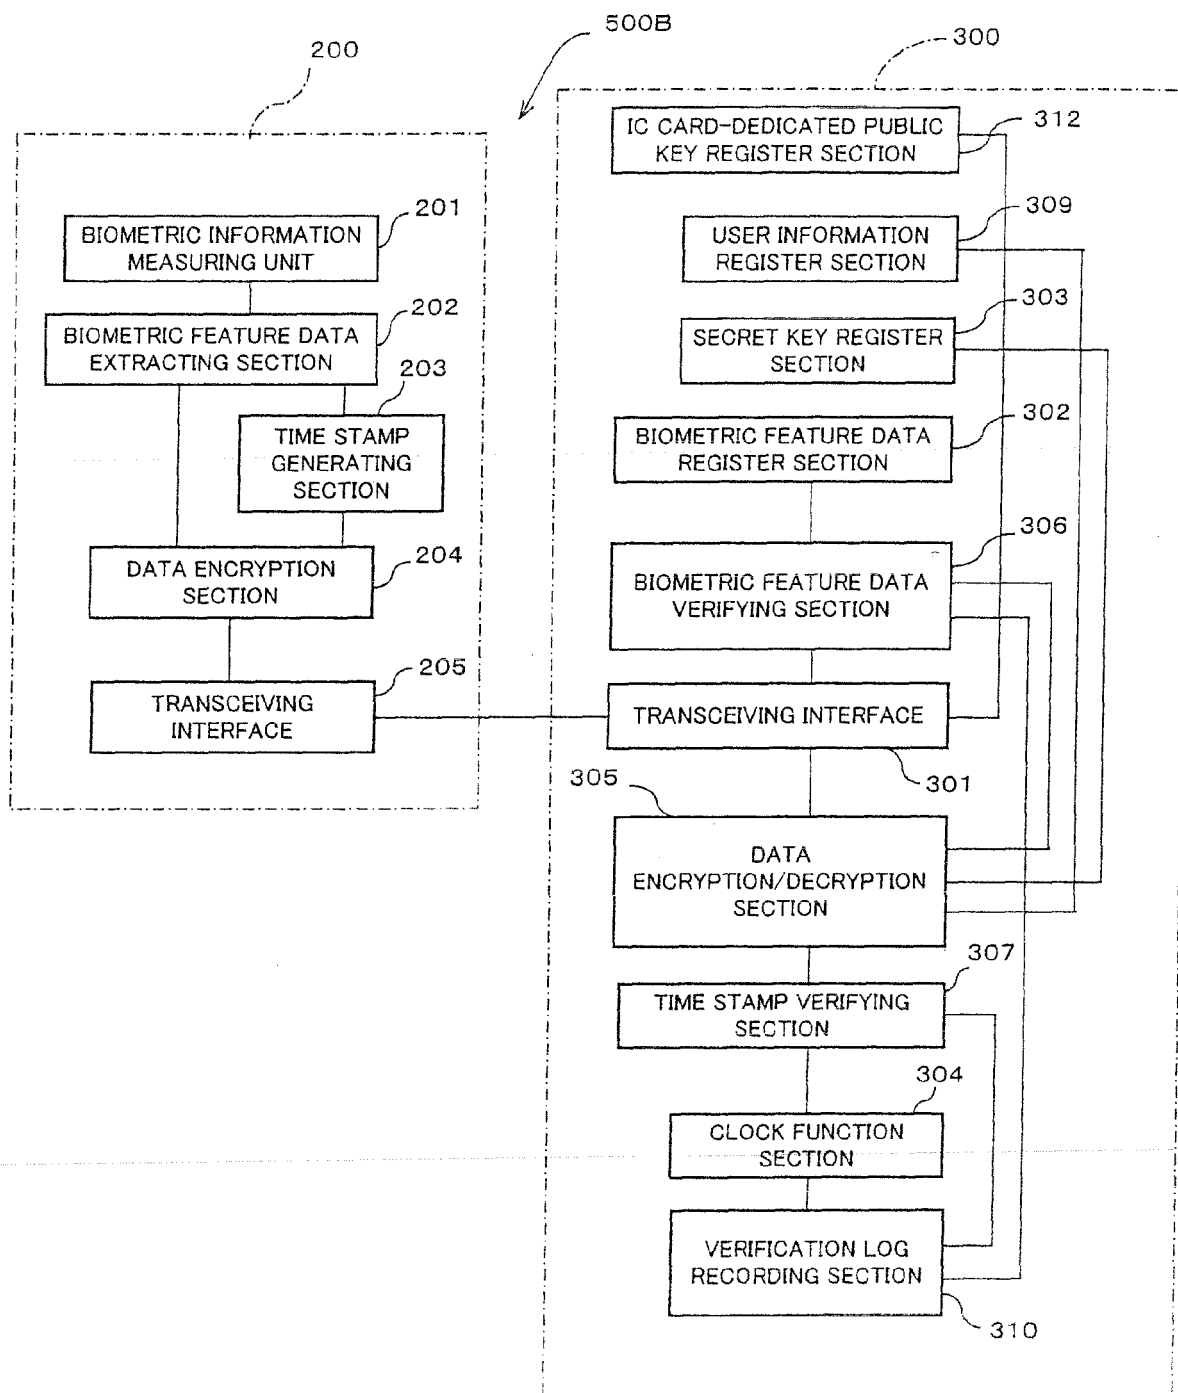 500B
200
300
IC CARD-DEDICATED PUBLIC
KEY REGISTER SECTION
312
201
BIOMETRIC INFORMATION
MEASURING UNIT
309
USER INFORMATION
REGISTER SECTION
202
BIOMETRIC FEATURE DATA
EXTRACTING SECTION
303
SECRET KEY REGISTER
SECTION
203
TIME STAMP
GENERATING
SECTION
302
BIOMETRIC FEATURE DATA
REGISTER SECTION
204
DATA ENCRYPTION
SECTION
306
BIOMETRIC FEATURE DATA
VERIFYING SECTION
205
TRANSCEIVING
INTERFACE
TRANSCEIVING INTERFACE
301
305
DATA
ENCRYPTION/DECRYPTION
SECTION
307
TIME STAMP VERIFYING
SECTION
304
CLOCK FUNCTION
SECTION
VERIFICATION LOG
RECORDING SECTION
310